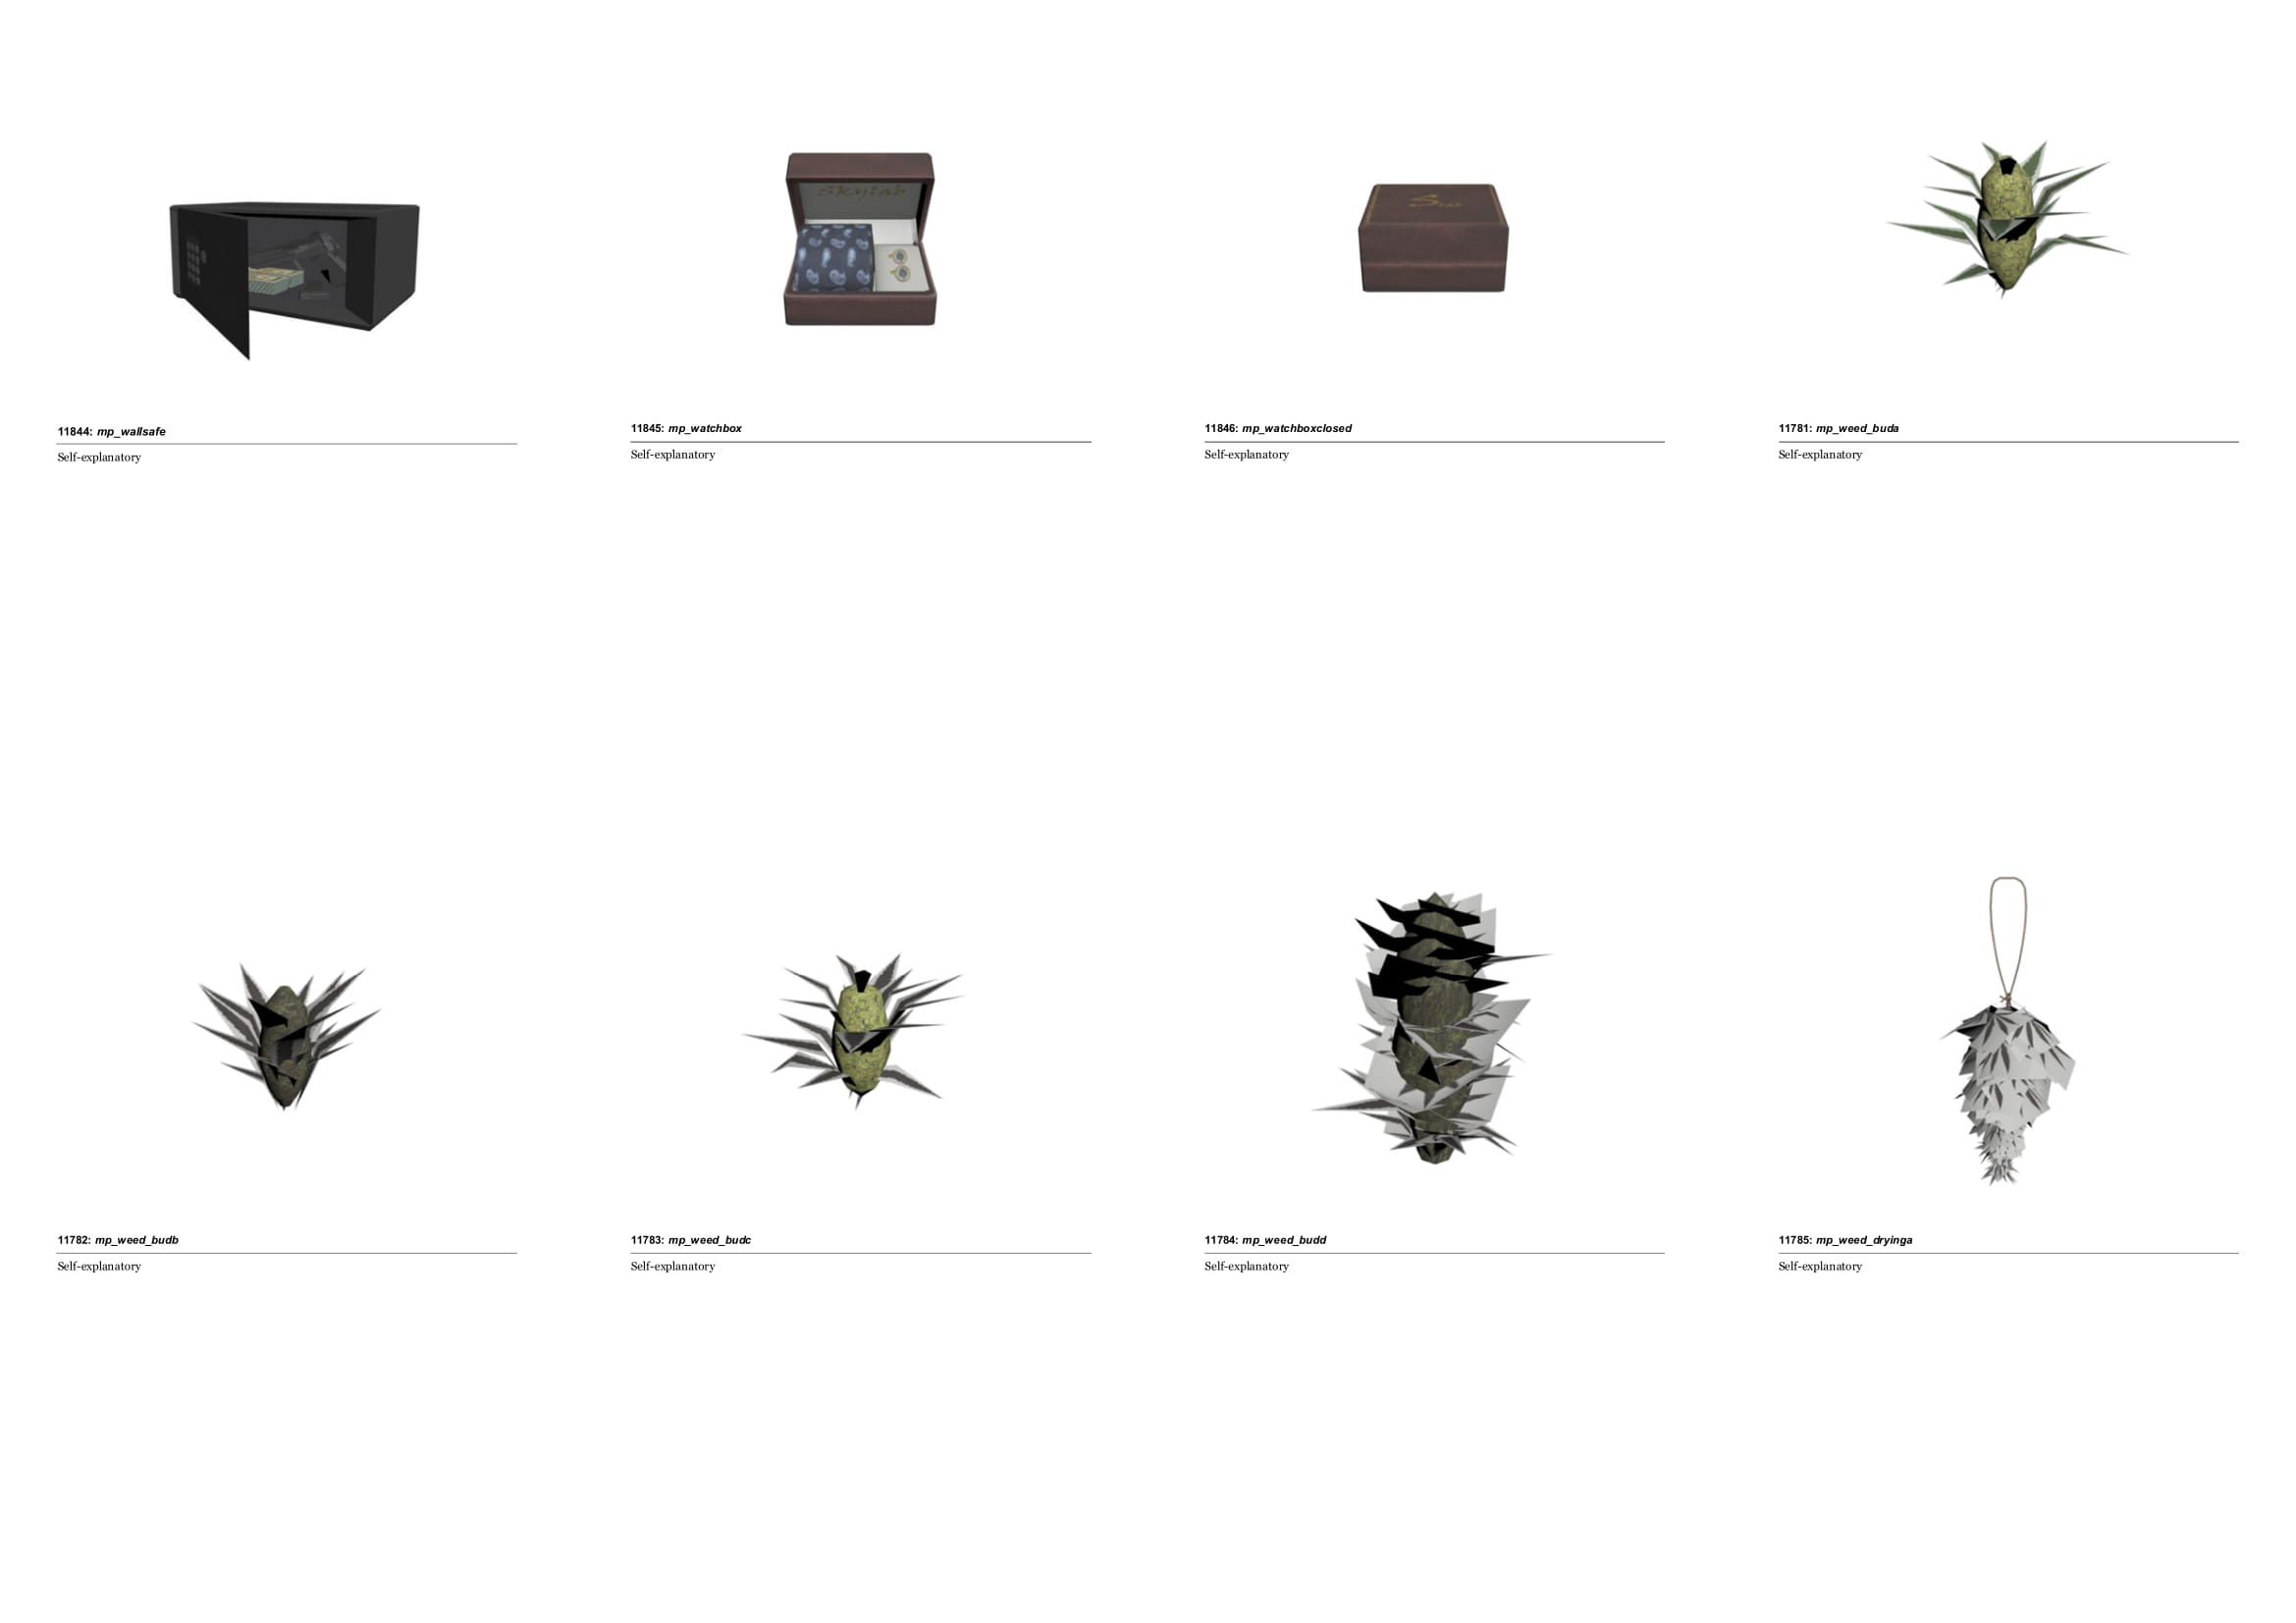 Skylab
11844: mp_wallsafe
Self-explanatory
11845: mp_watchbox
Self-explanatory
11846: mp_watchboxclosed
Self-explanatory
11781: mp_weed_buda
Self-explanatory
11782: mp_weed_budb
Self-explanatory
11783: mp_weed_budc
Self-explanatory
11784: mp_weed_budd
Self-explanatory
11785: mp_weed_dryinga
Self-explanatory